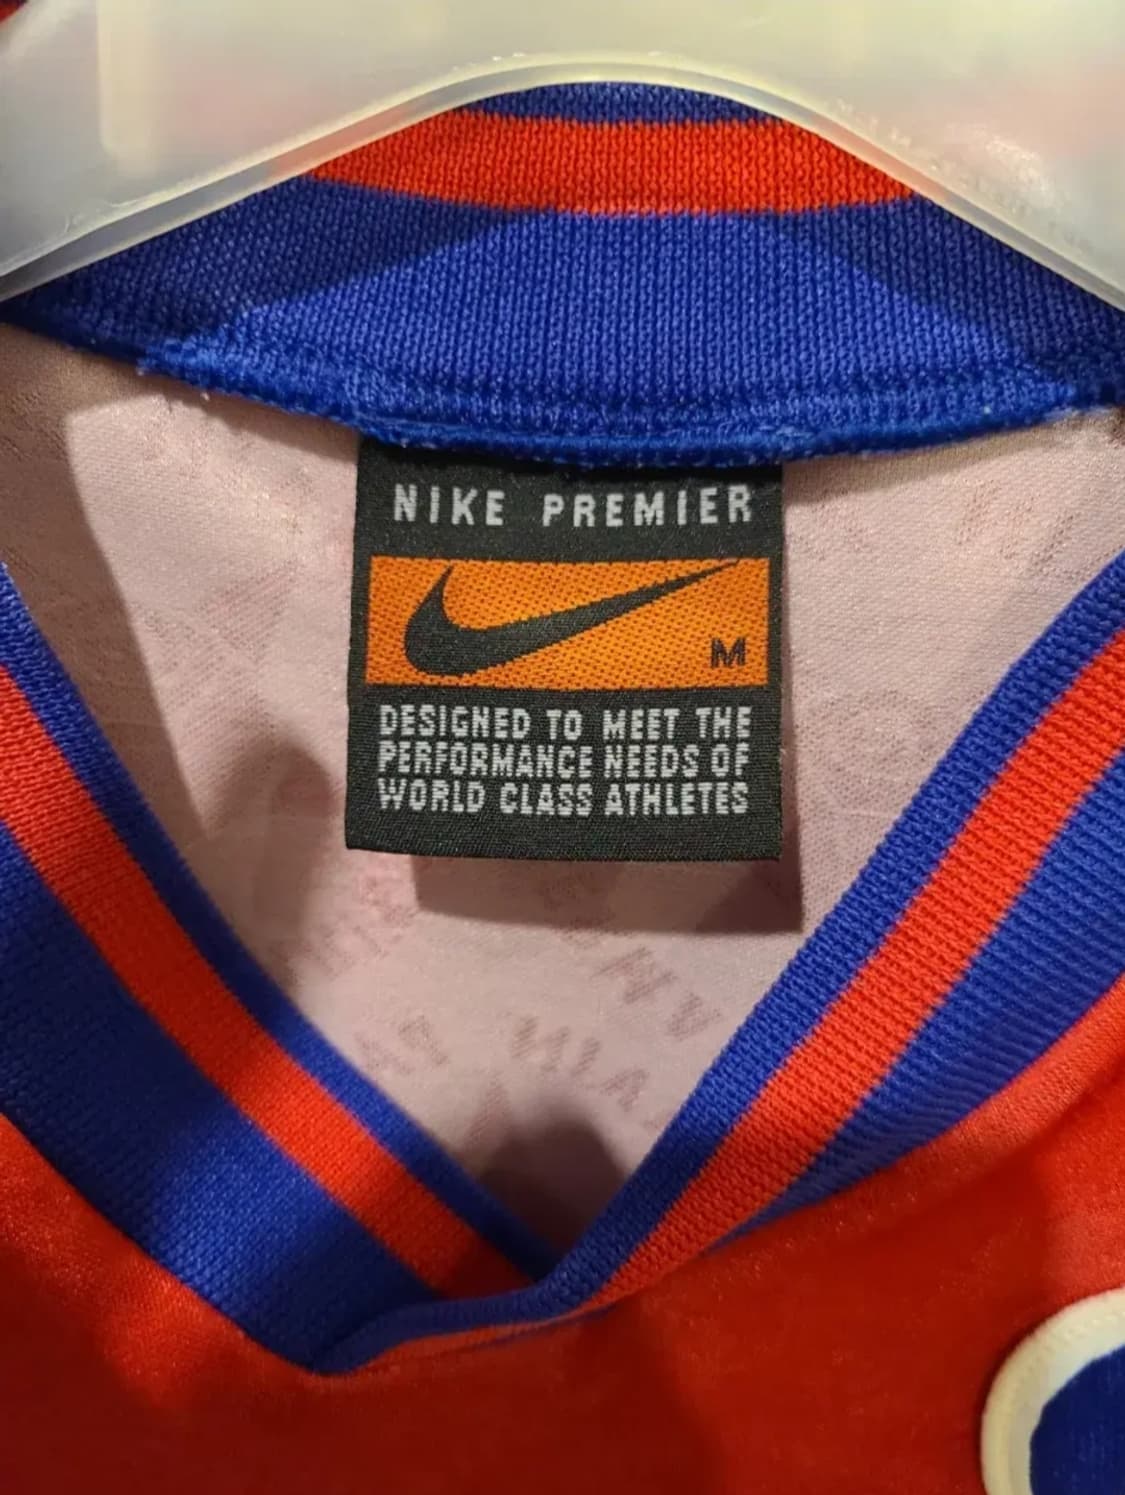 NIKE PREMIER
M
DESIGNED TO MEET THE
PERFORMANCE NEEDS OF
WORLD CLASS ATHLETES